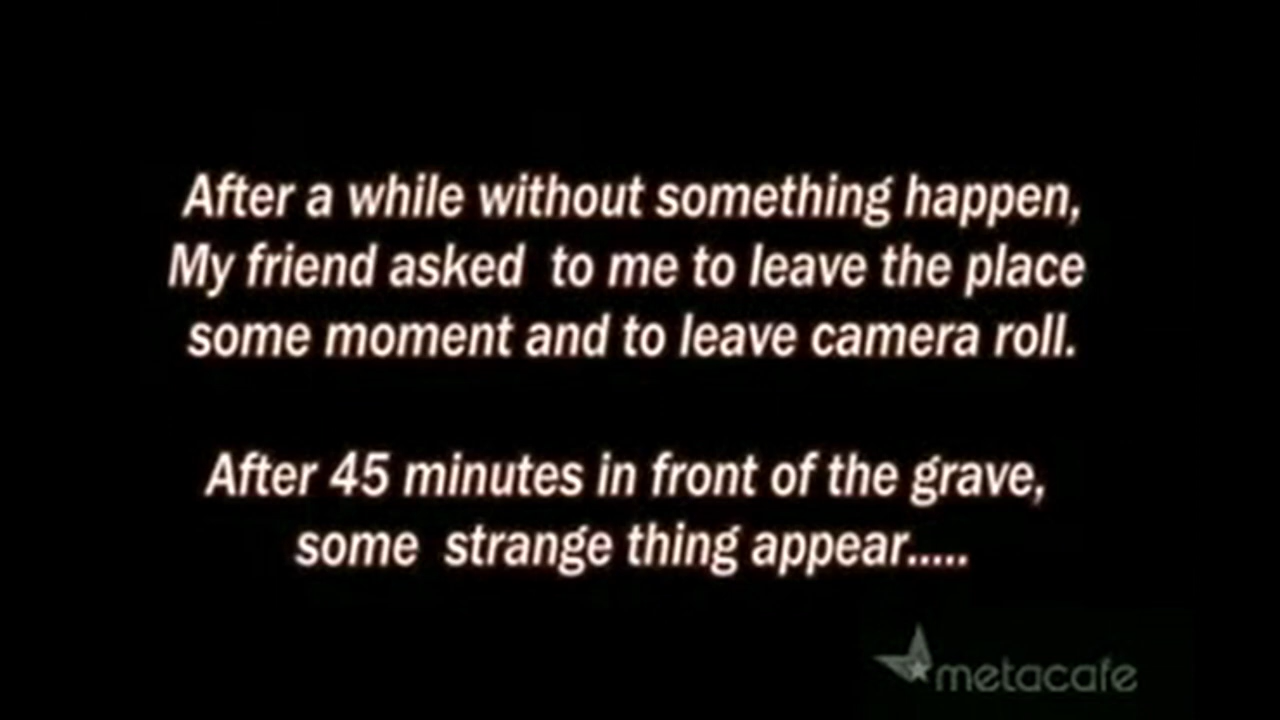 After a while without something happen,
My friend asked to me to leave the place
some moment and to leave camera roll.
After 45 minutes in front of the grave,
some strange thing appear.....
metacafe